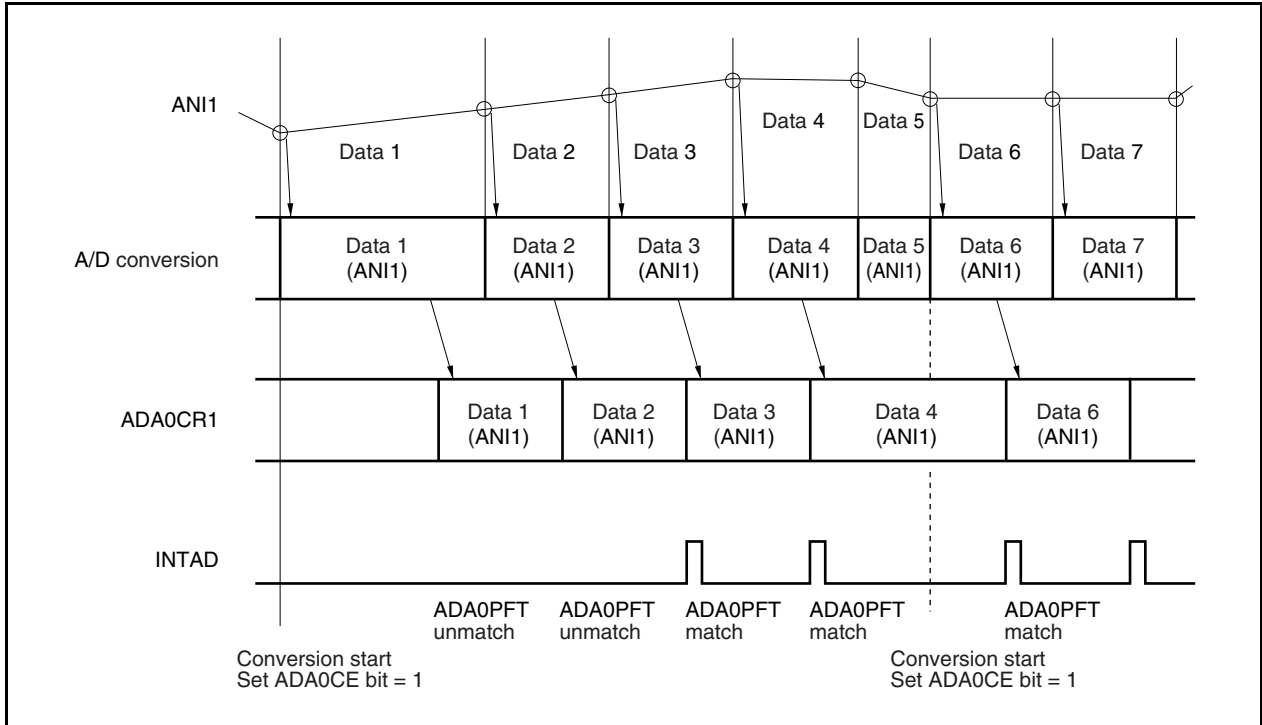 ANI1
Data 1
Data 2
Data 3
Data 4
Data 5
Data 6
Data 7
A/D conversion
Data 1
(ANI1)
Data 2
(ANI1)
Data 3
(ANI1)
Data 4
(ANI1)
Data 5
(ANI1)
Data 6
(ANI1)
Data 7
(ANI1)
ADA0CR1
Data 1
(ANI1)
Data 2
(ANI1)
Data 3
(ANI1)
Data 4
(ANI1)
Data 6
(ANI1)
INTAD
ADA0PFT
unmatch
ADA0PFT
unmatch
ADA0PFT
match
ADA0PFT
match
ADA0PFT
match
Conversion start
Set ADA0CE bit = 1
Conversion start
Set ADA0CE bit = 1